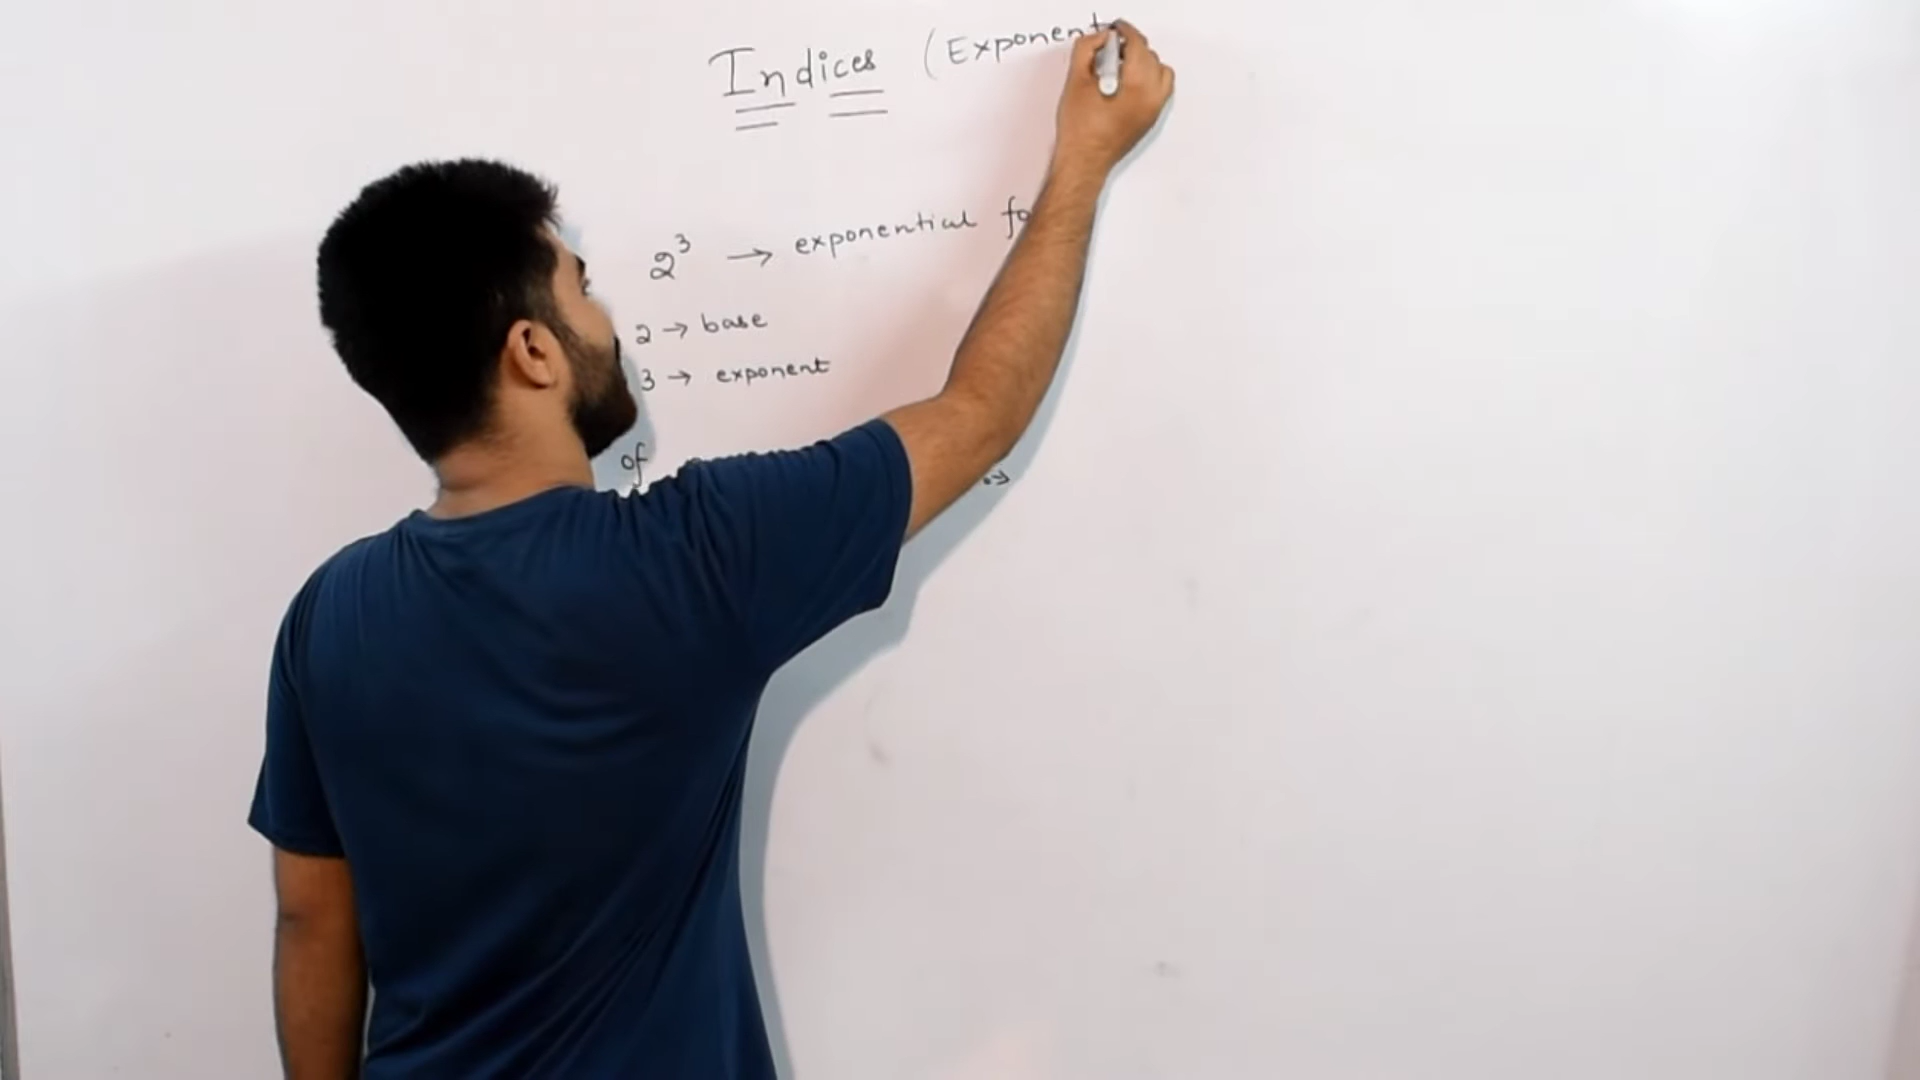 Indices (Exponent
2³ → exponential fo
2 → base
3 → exponent
of